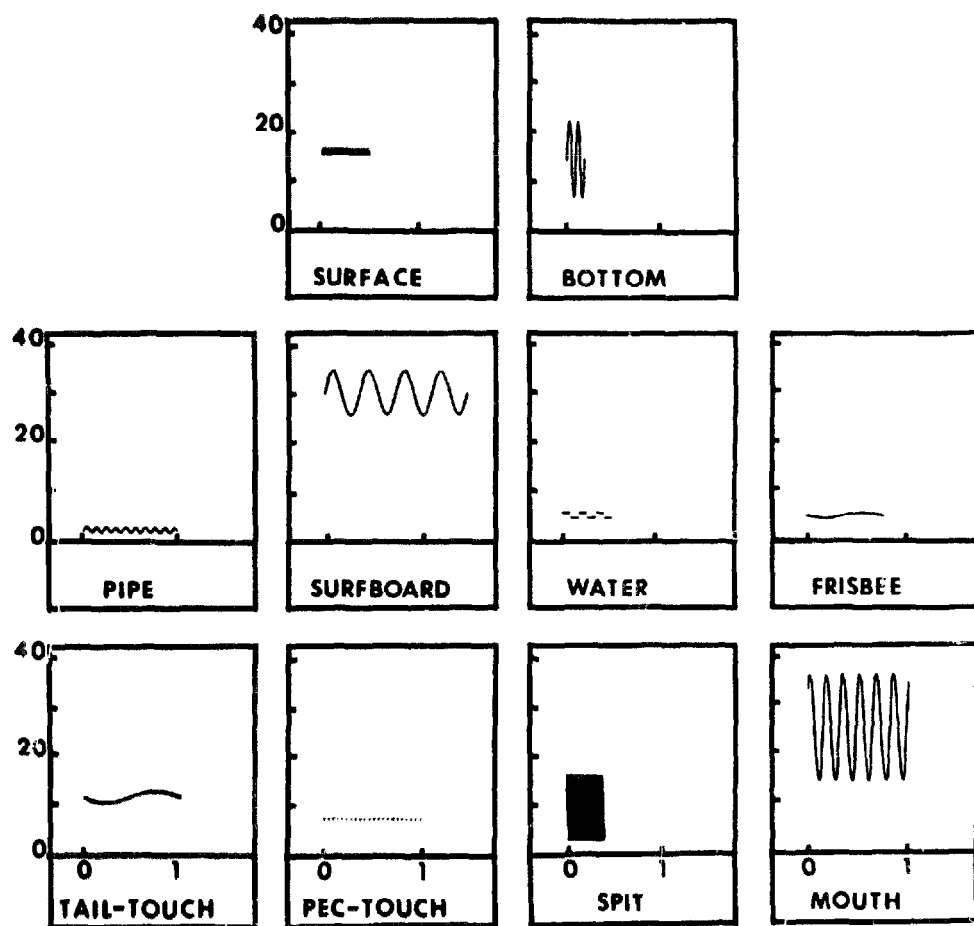 40
20
0
SURFACE
BOTTOM
40
20
0
PIPE
SURFBOARD
WATER
FRISBEE
40
20
0
0 1
0 1
0 1
0 1
TAIL-TOUCH
PEC-TOUCH
SPIT
MOUTH